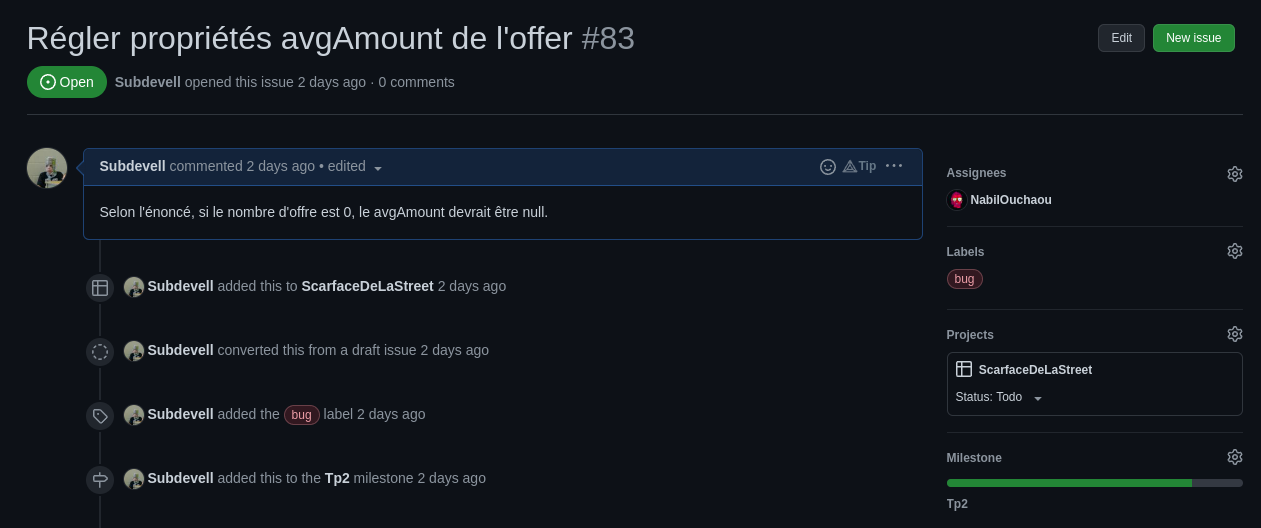 Régler propriétés avgAmount de l'offer #83
Edit
New issue
Open
Subdevell opened this issue 2 days ago · 0 comments
Subdevell commented 2 days ago • edited
Tip
Selon l'énoncé, si le nombre d'offre est 0, le avgAmount devrait être null.
Subdevell added this to ScarfaceDeLaStreet 2 days ago
Subdevell converted this from a draft issue 2 days ago
Subdevell added the bug label 2 days ago
Subdevell added this to the Tp2 milestone 2 days ago
Assignees
NabilOuchaou
Labels
bug
Projects
ScarfaceDeLaStreet
Status: Todo
Milestone
Tp2